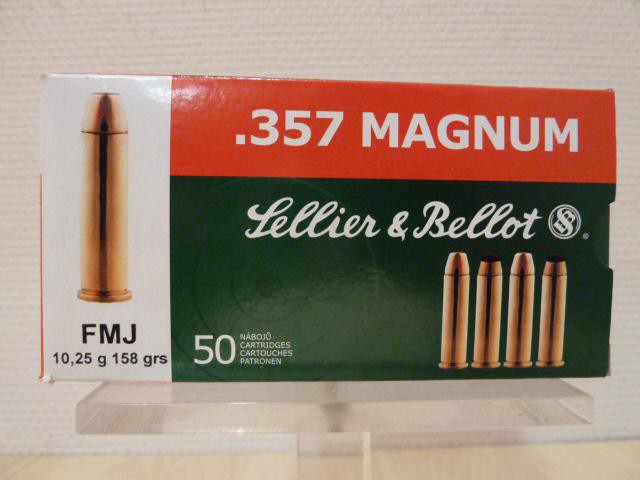 .357 MAGNUM
Sellier & Bellot
S&B ®
FMJ
10,25 g 158 grs
50
NÁBOJŮ
CARTRIDGES
CARTOUCHES
PATRONEN